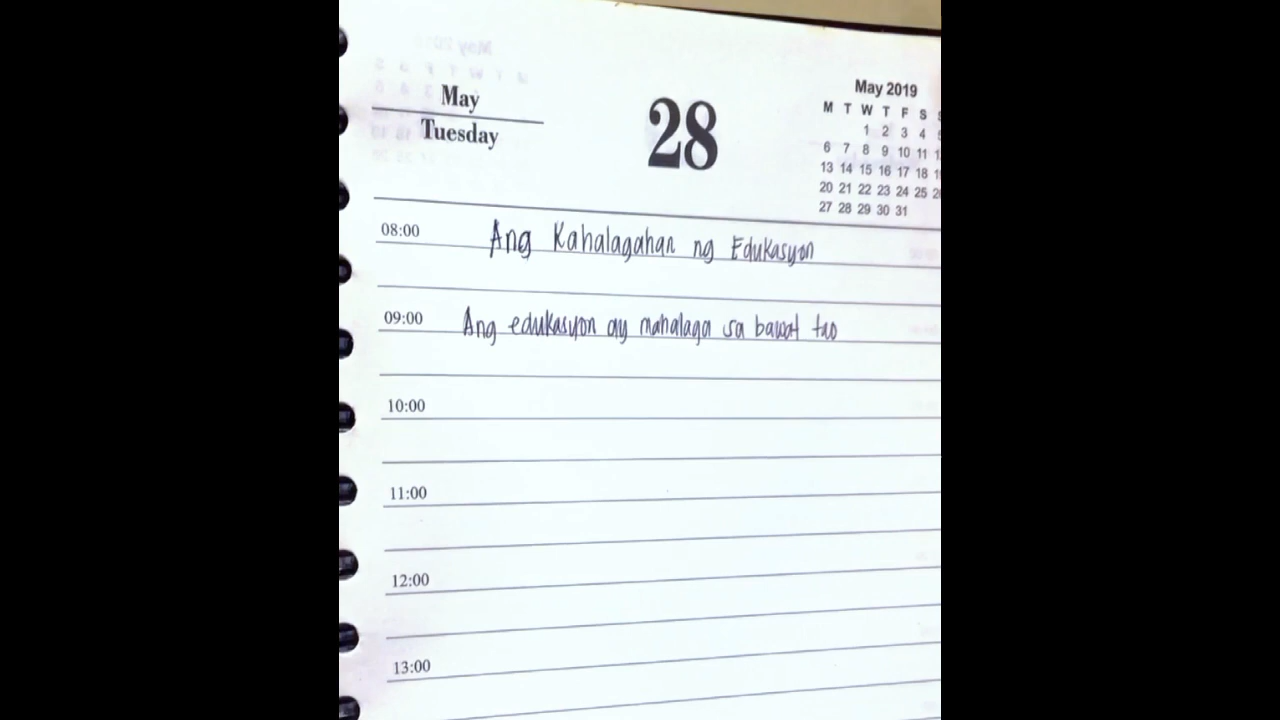 May
Tuesday
28
May 2019
M T W T F S
1 2 3 4
6 7 8 9 10 11
13 14 15 16 17 18
20 21 22 23 24 25
27 28 29 30 31
08:00 Ang Kahalagahan ng Edukasyon
09:00 Ang edukasyon ay mahalaga sa bawat tao
10:00
11:00
12:00
13:00